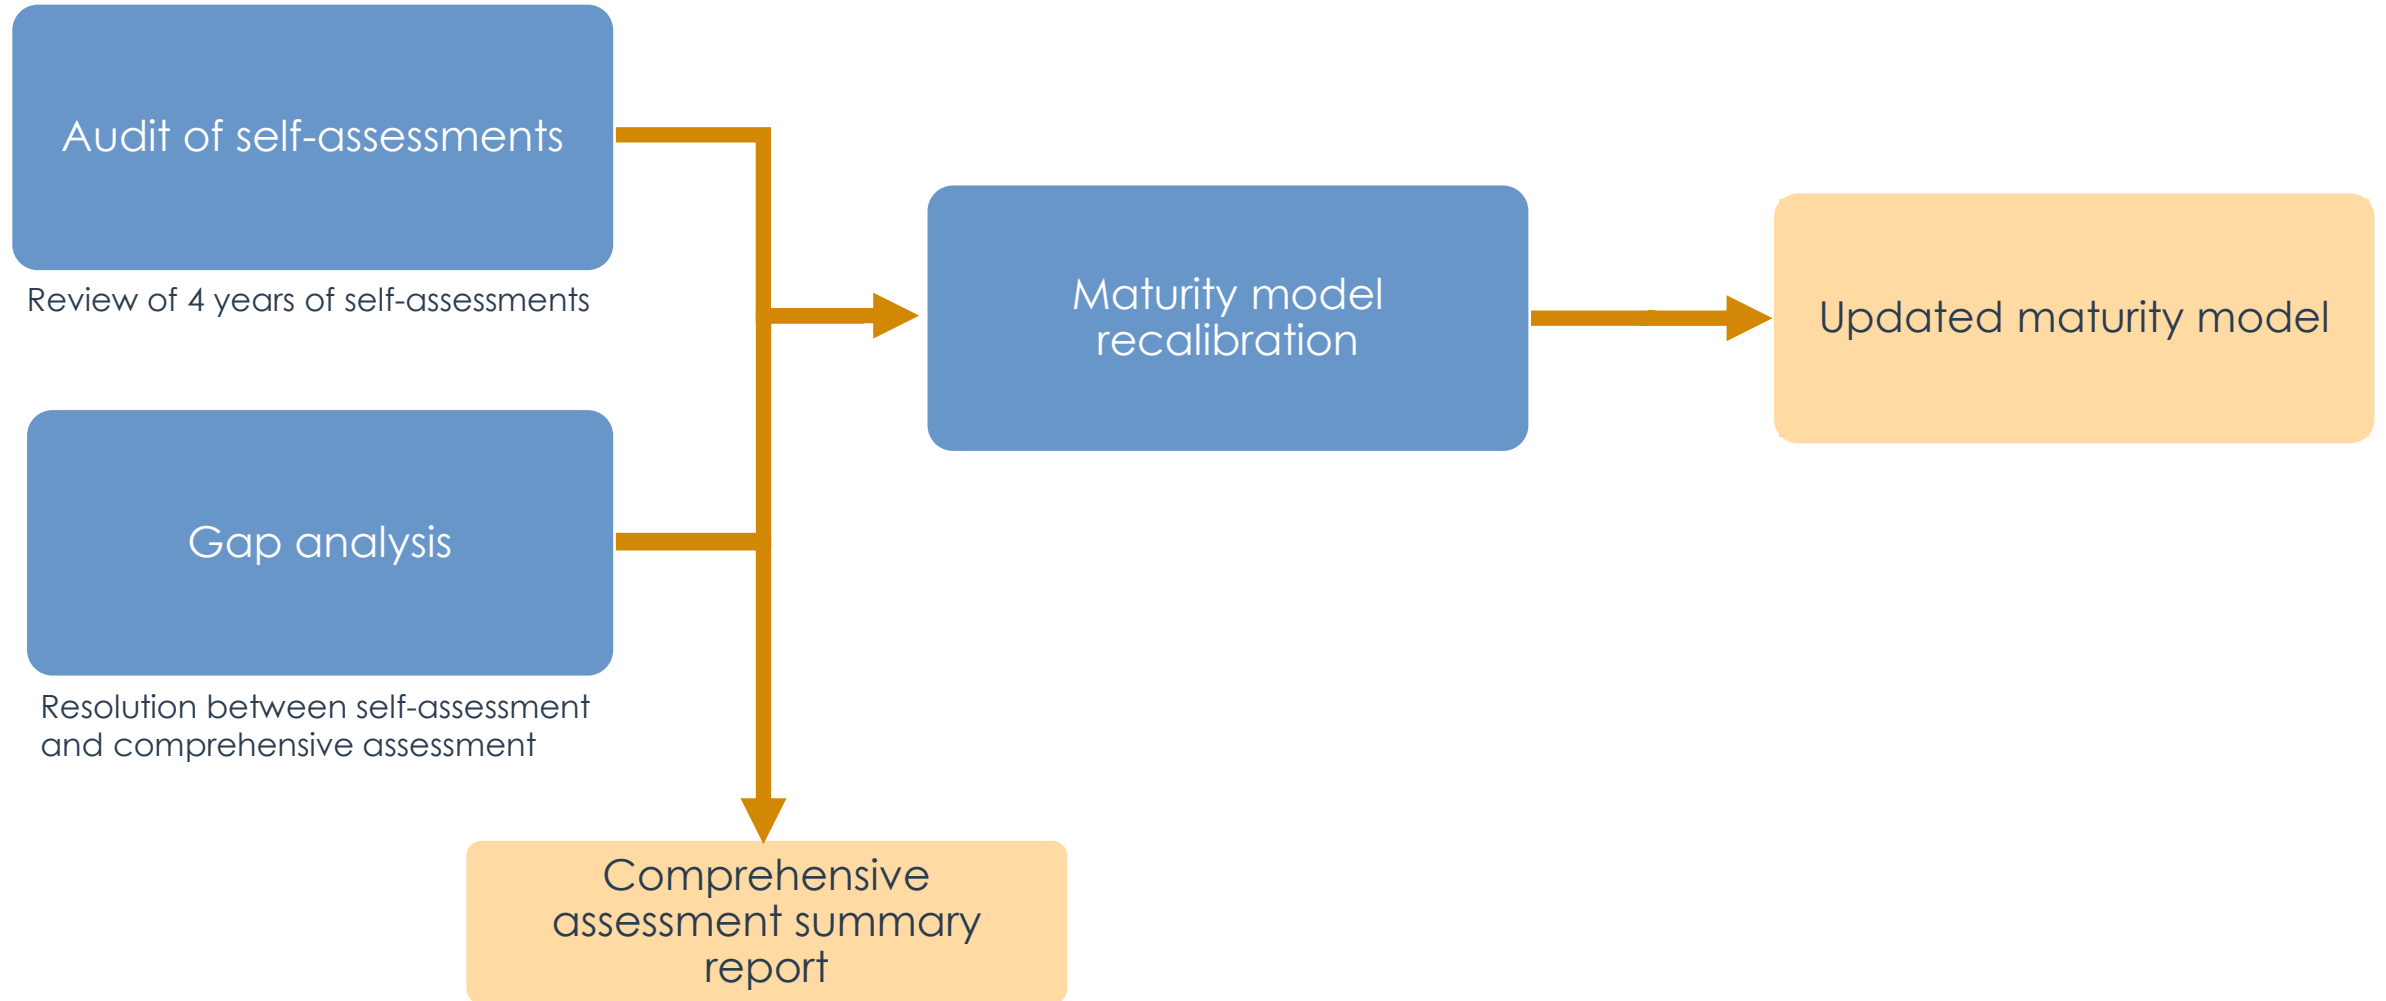 Audit of self-assessments
Review of 4 years of self-assessments
Gap analysis
Resolution between self-assessment
and comprehensive assessment
Maturity model
recalibration
Updated maturity model
Comprehensive
assessment summary
report